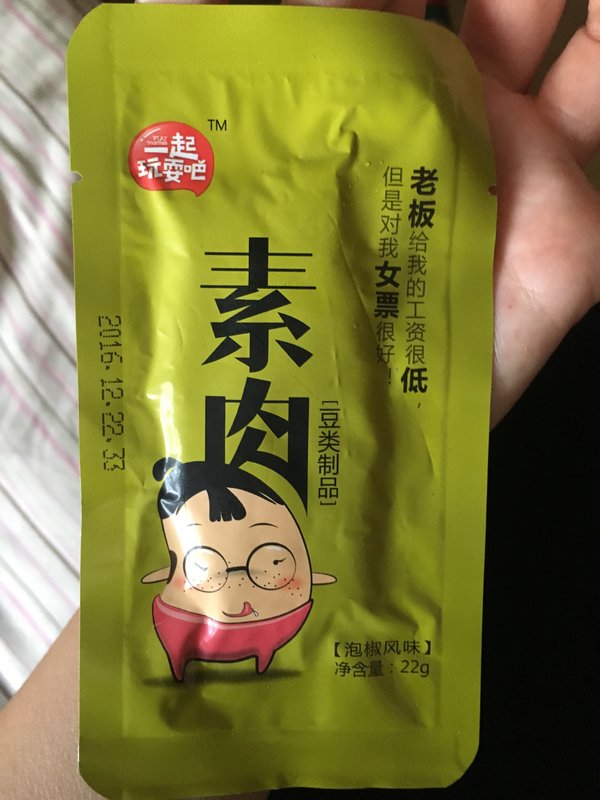 一起
玩耍吧
TM
老板给我的工资很低，
但是对我女票很好！
素肉
[豆类制品]
2016.12.22.33
【泡椒风味】
净含量：22g